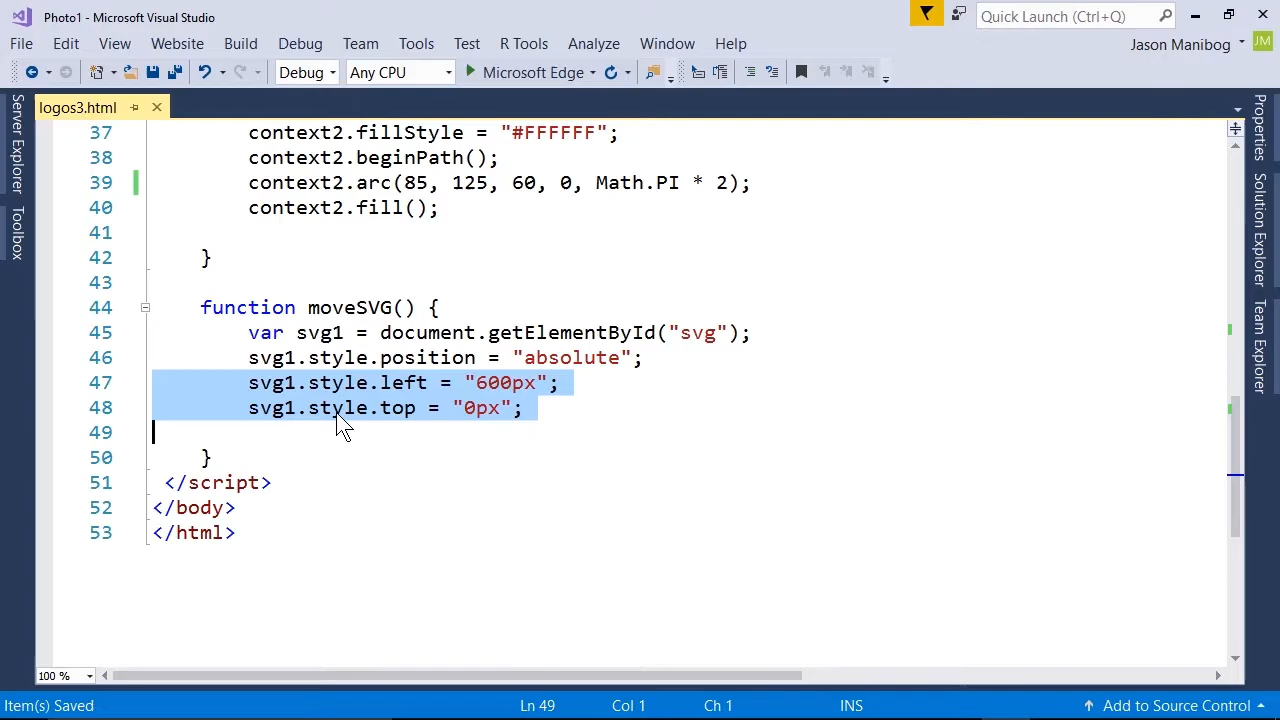 Photo1 - Microsoft Visual Studio
Quick Launch (Ctrl+Q)
File Edit View Website Build Debug Team Tools Test R Tools Analyze Window Help
Jason Manibog JM
Debug Any CPU Microsoft Edge
logos3.html
Server Explorer
Toolbox
37 context2.fillStyle = "#FFFFFF";
38 context2.beginPath();
39 context2.arc(85, 125, 60, 0, Math.PI * 2);
40 context2.fill();
41
42 }
43
44 function moveSVG() {
45 var svg1 = document.getElementById("svg");
46 svg1.style.position = "absolute";
47 svg1.style.left = "600px";
48 svg1.style.top = "0px";
49
50 }
51 </script>
52 </body>
53 </html>
Properties
Solution Explorer
Team Explorer
100 %
Item(s) Saved Ln 49 Col 1 Ch 1 INS Add to Source Control